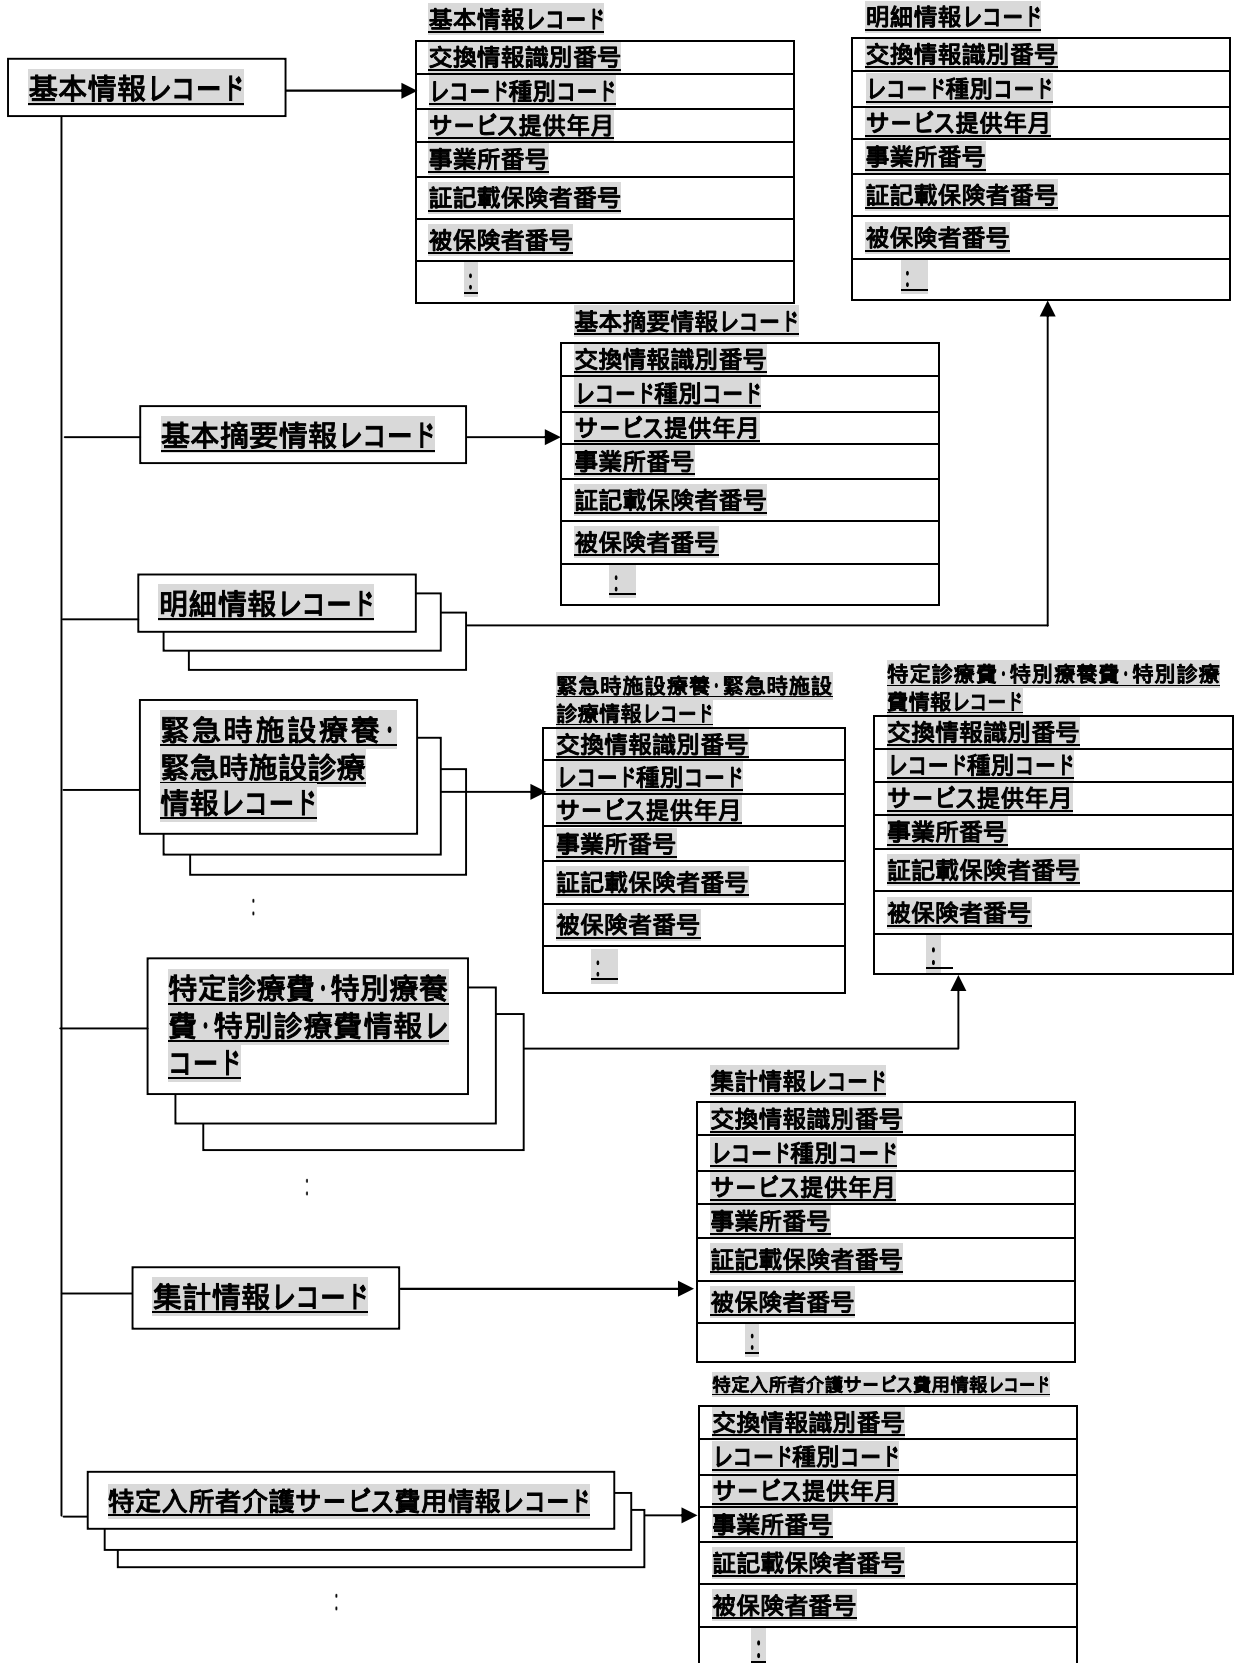 基本情報レコード
基本情報レコード
交換情報識別番号
レコード種別コード
サービス提供年月
事業所番号
証記載保険者番号
被保険者番号
:
明細情報レコード
交換情報識別番号
レコード種別コード
サービス提供年月
事業所番号
証記載保険者番号
被保険者番号
:
基本摘要情報レコード
基本摘要情報レコード
交換情報識別番号
レコード種別コード
サービス提供年月
事業所番号
証記載保険者番号
被保険者番号
:
明細情報レコード
緊急時施設療養・
緊急時施設診療
情報レコード
:
緊急時施設療養・緊急時施設
診療情報レコード
交換情報識別番号
レコード種別コード
サービス提供年月
事業所番号
証記載保険者番号
被保険者番号
:
特定診療費・特別療養費・特別診療
費情報レコード
交換情報識別番号
レコード種別コード
サービス提供年月
事業所番号
証記載保険者番号
被保険者番号
:
特定診療費・特別療養
費・特別診療費情報レ
コード
:
集計情報レコード
集計情報レコード
交換情報識別番号
レコード種別コード
サービス提供年月
事業所番号
証記載保険者番号
被保険者番号
:
特定入所者介護サービス費用情報レコード
:
特定入所者介護サービス費用情報レコード
交換情報識別番号
レコード種別コード
サービス提供年月
事業所番号
証記載保険者番号
被保険者番号
: